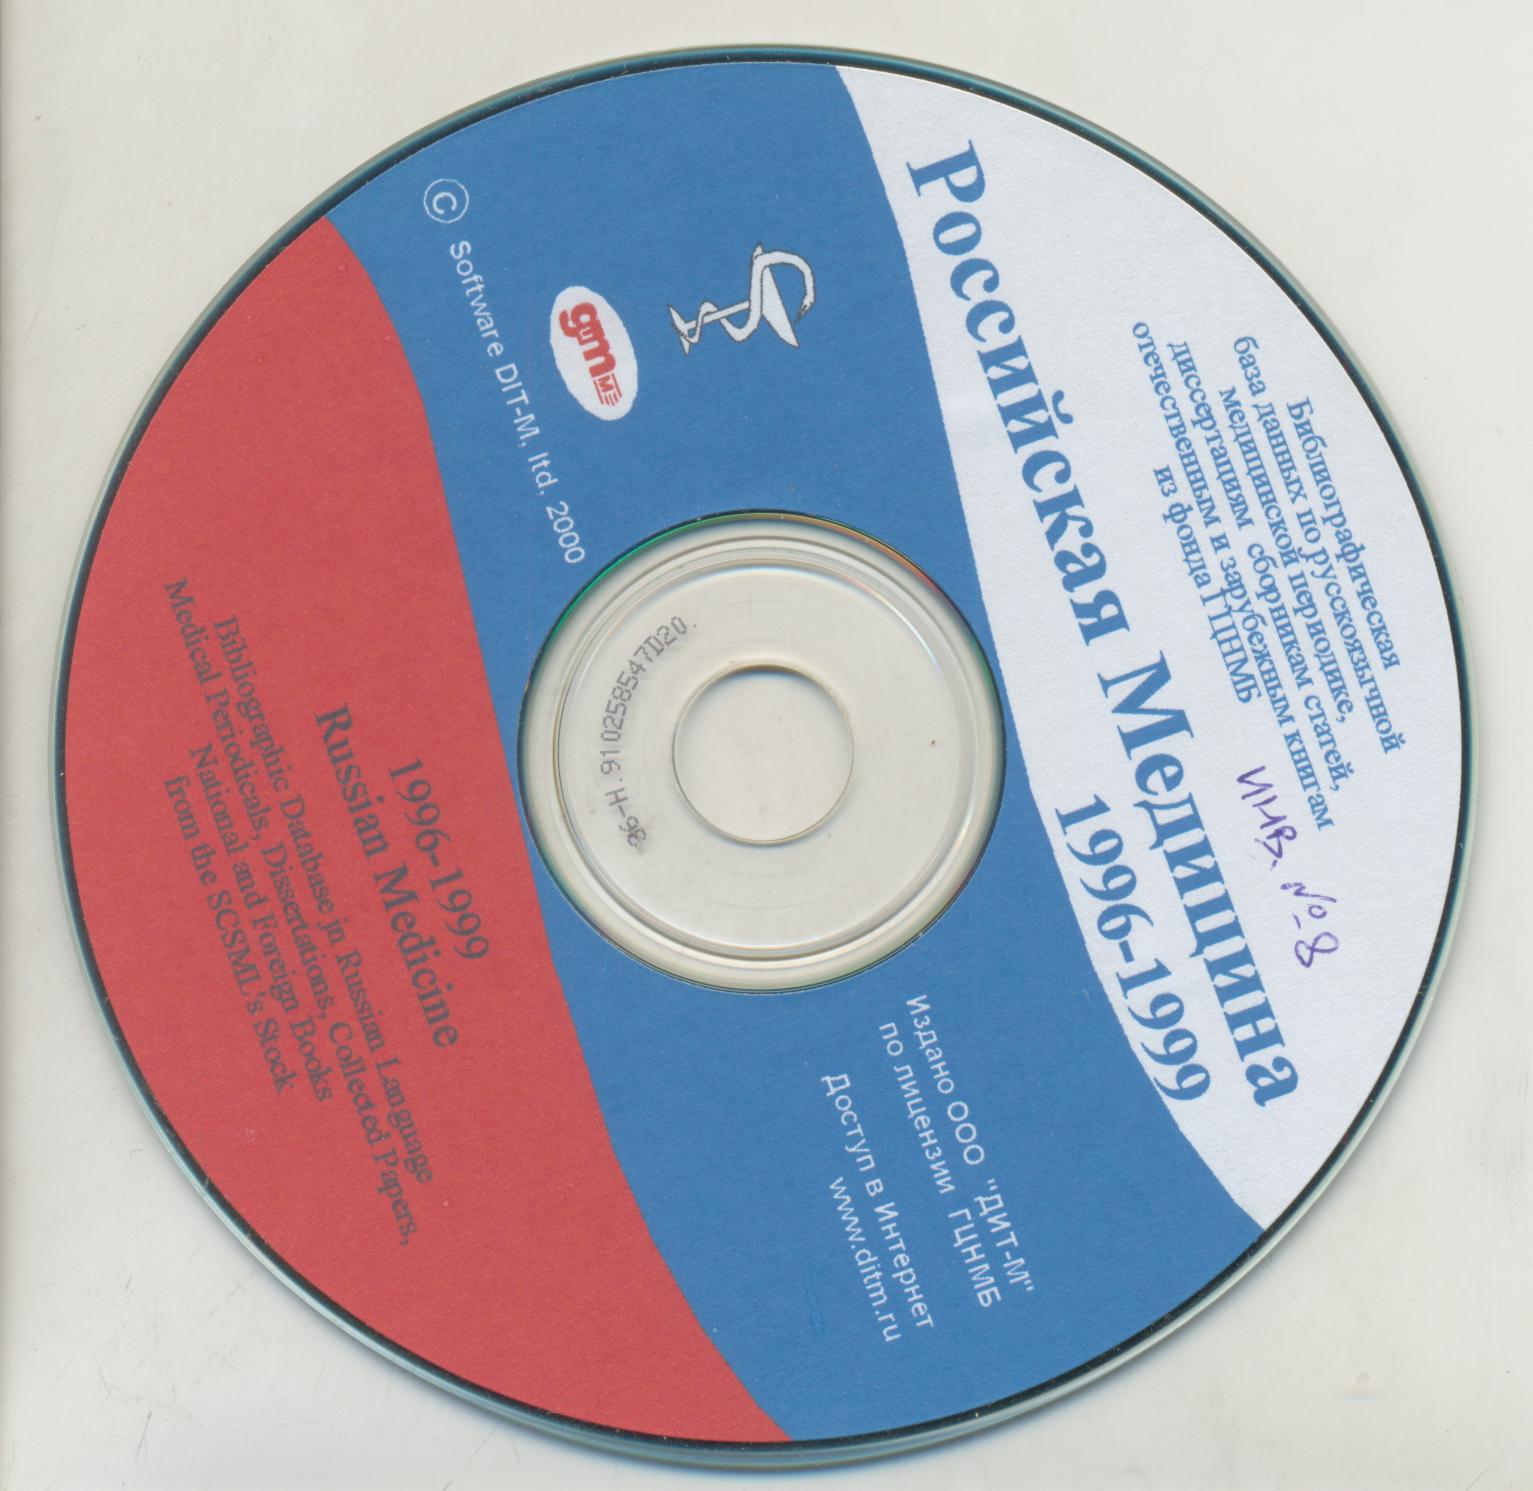 Библиографическая
база данных по русскоязычной
медицинской периодике,
диссертациям сборникам статей,
отечественным и зарубежным книгам
из фонда ГЦНМБ
ИНВ. № 8
Российская Медицина
1996-1999
Издано ООО "ДИТ-М"
по лицензии ГЦНМБ
Доступ в Интернет
www.ditm.ru
© Software DIT-M, ltd, 2000
H-98
910258547D20.
1996-1999
Russian Medicine
Bibliographic Database jn Russian Language
Medical Periodicals, Dissertations, Collected Papers,
National and Foreign Books
from the SCSML's Stock